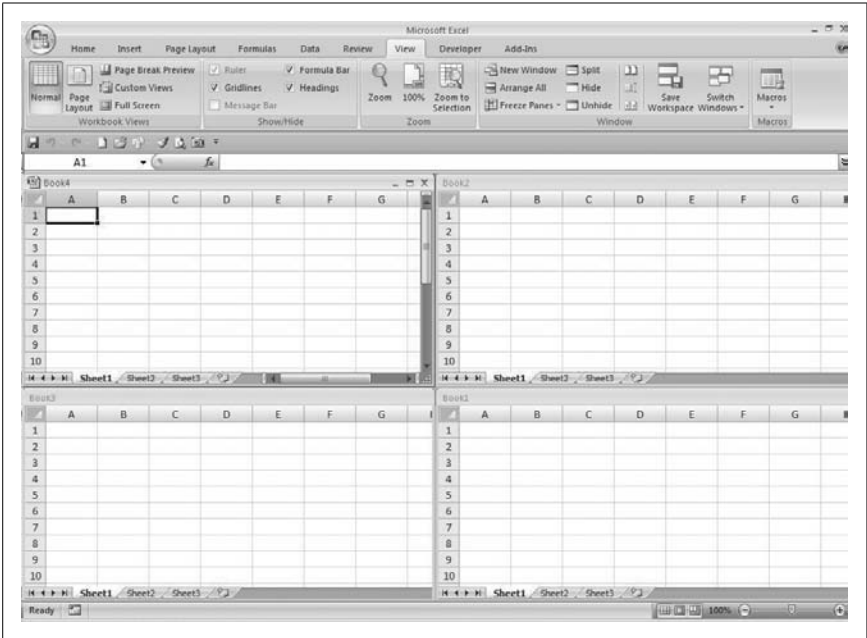 Microsoft Excel
Home Insert Page Layout Formulas Data Review View Developer Add-Ins
Normal Page Layout Page Break Preview Custom Views Full Screen
Workbook Views
Ruler Gridlines Message Bar Formula Bar Headings
Show/Hide
Zoom 100% Zoom to Selection
Zoom
New Window Arrange All Freeze Panes Split Hide Unhide Save Workspace Switch Windows
Window
Macros
Macros
A1 fx
Book4 Book2
A B C D E F G A B C D E F G
1 1
2 2
3 3
4 4
5 5
6 6
7 7
8 8
9 9
10 10
Sheet1 Sheet2 Sheet3 Sheet1 Sheet2 Sheet3
Book3 Book1
A B C D E F G A B C D E F G
1 1
2 2
3 3
4 4
5 5
6 6
7 7
8 8
9 9
10 10
Sheet1 Sheet2 Sheet3 Sheet1 Sheet2 Sheet3
Ready 100%